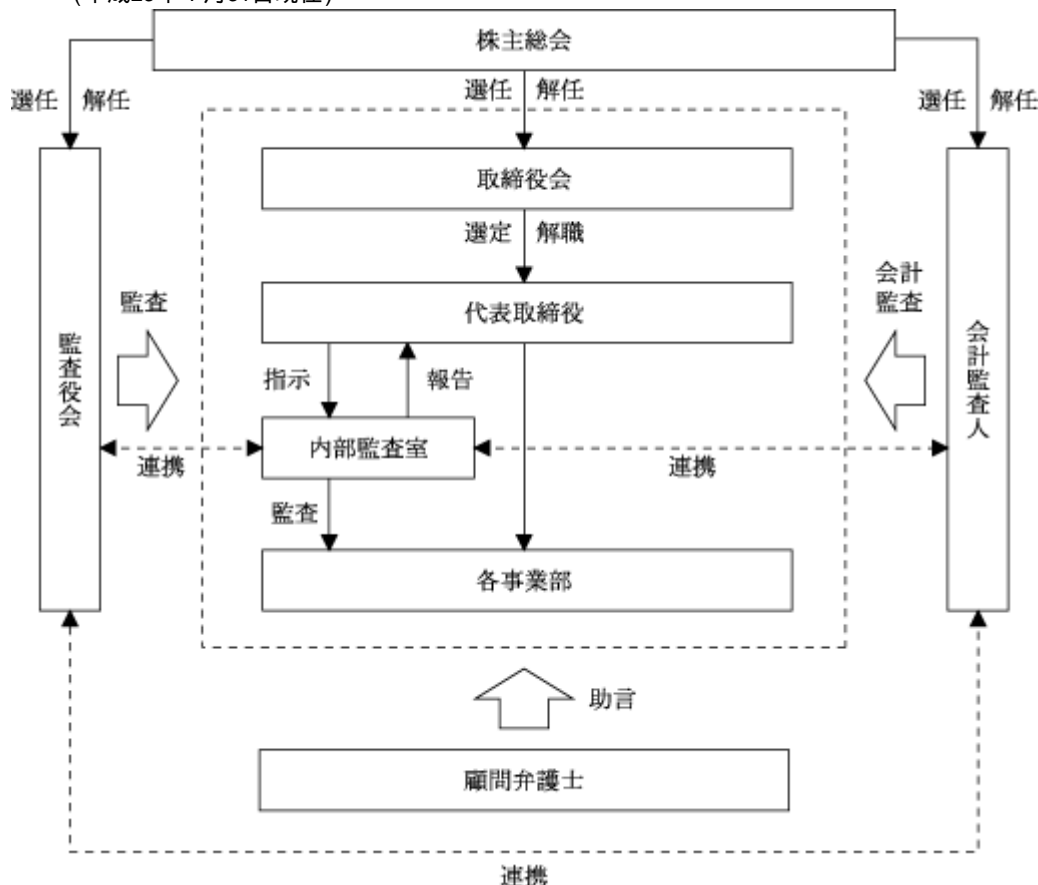 株主総会
選任 解任
選任 解任
選任 解任
取締役会
選定 解職
代表取締役
監査
会計
監査
監査役会
会計監査人
指示
報告
内部監査室
連携
連携
監査
各事業部
助言
顧問弁護士
連携